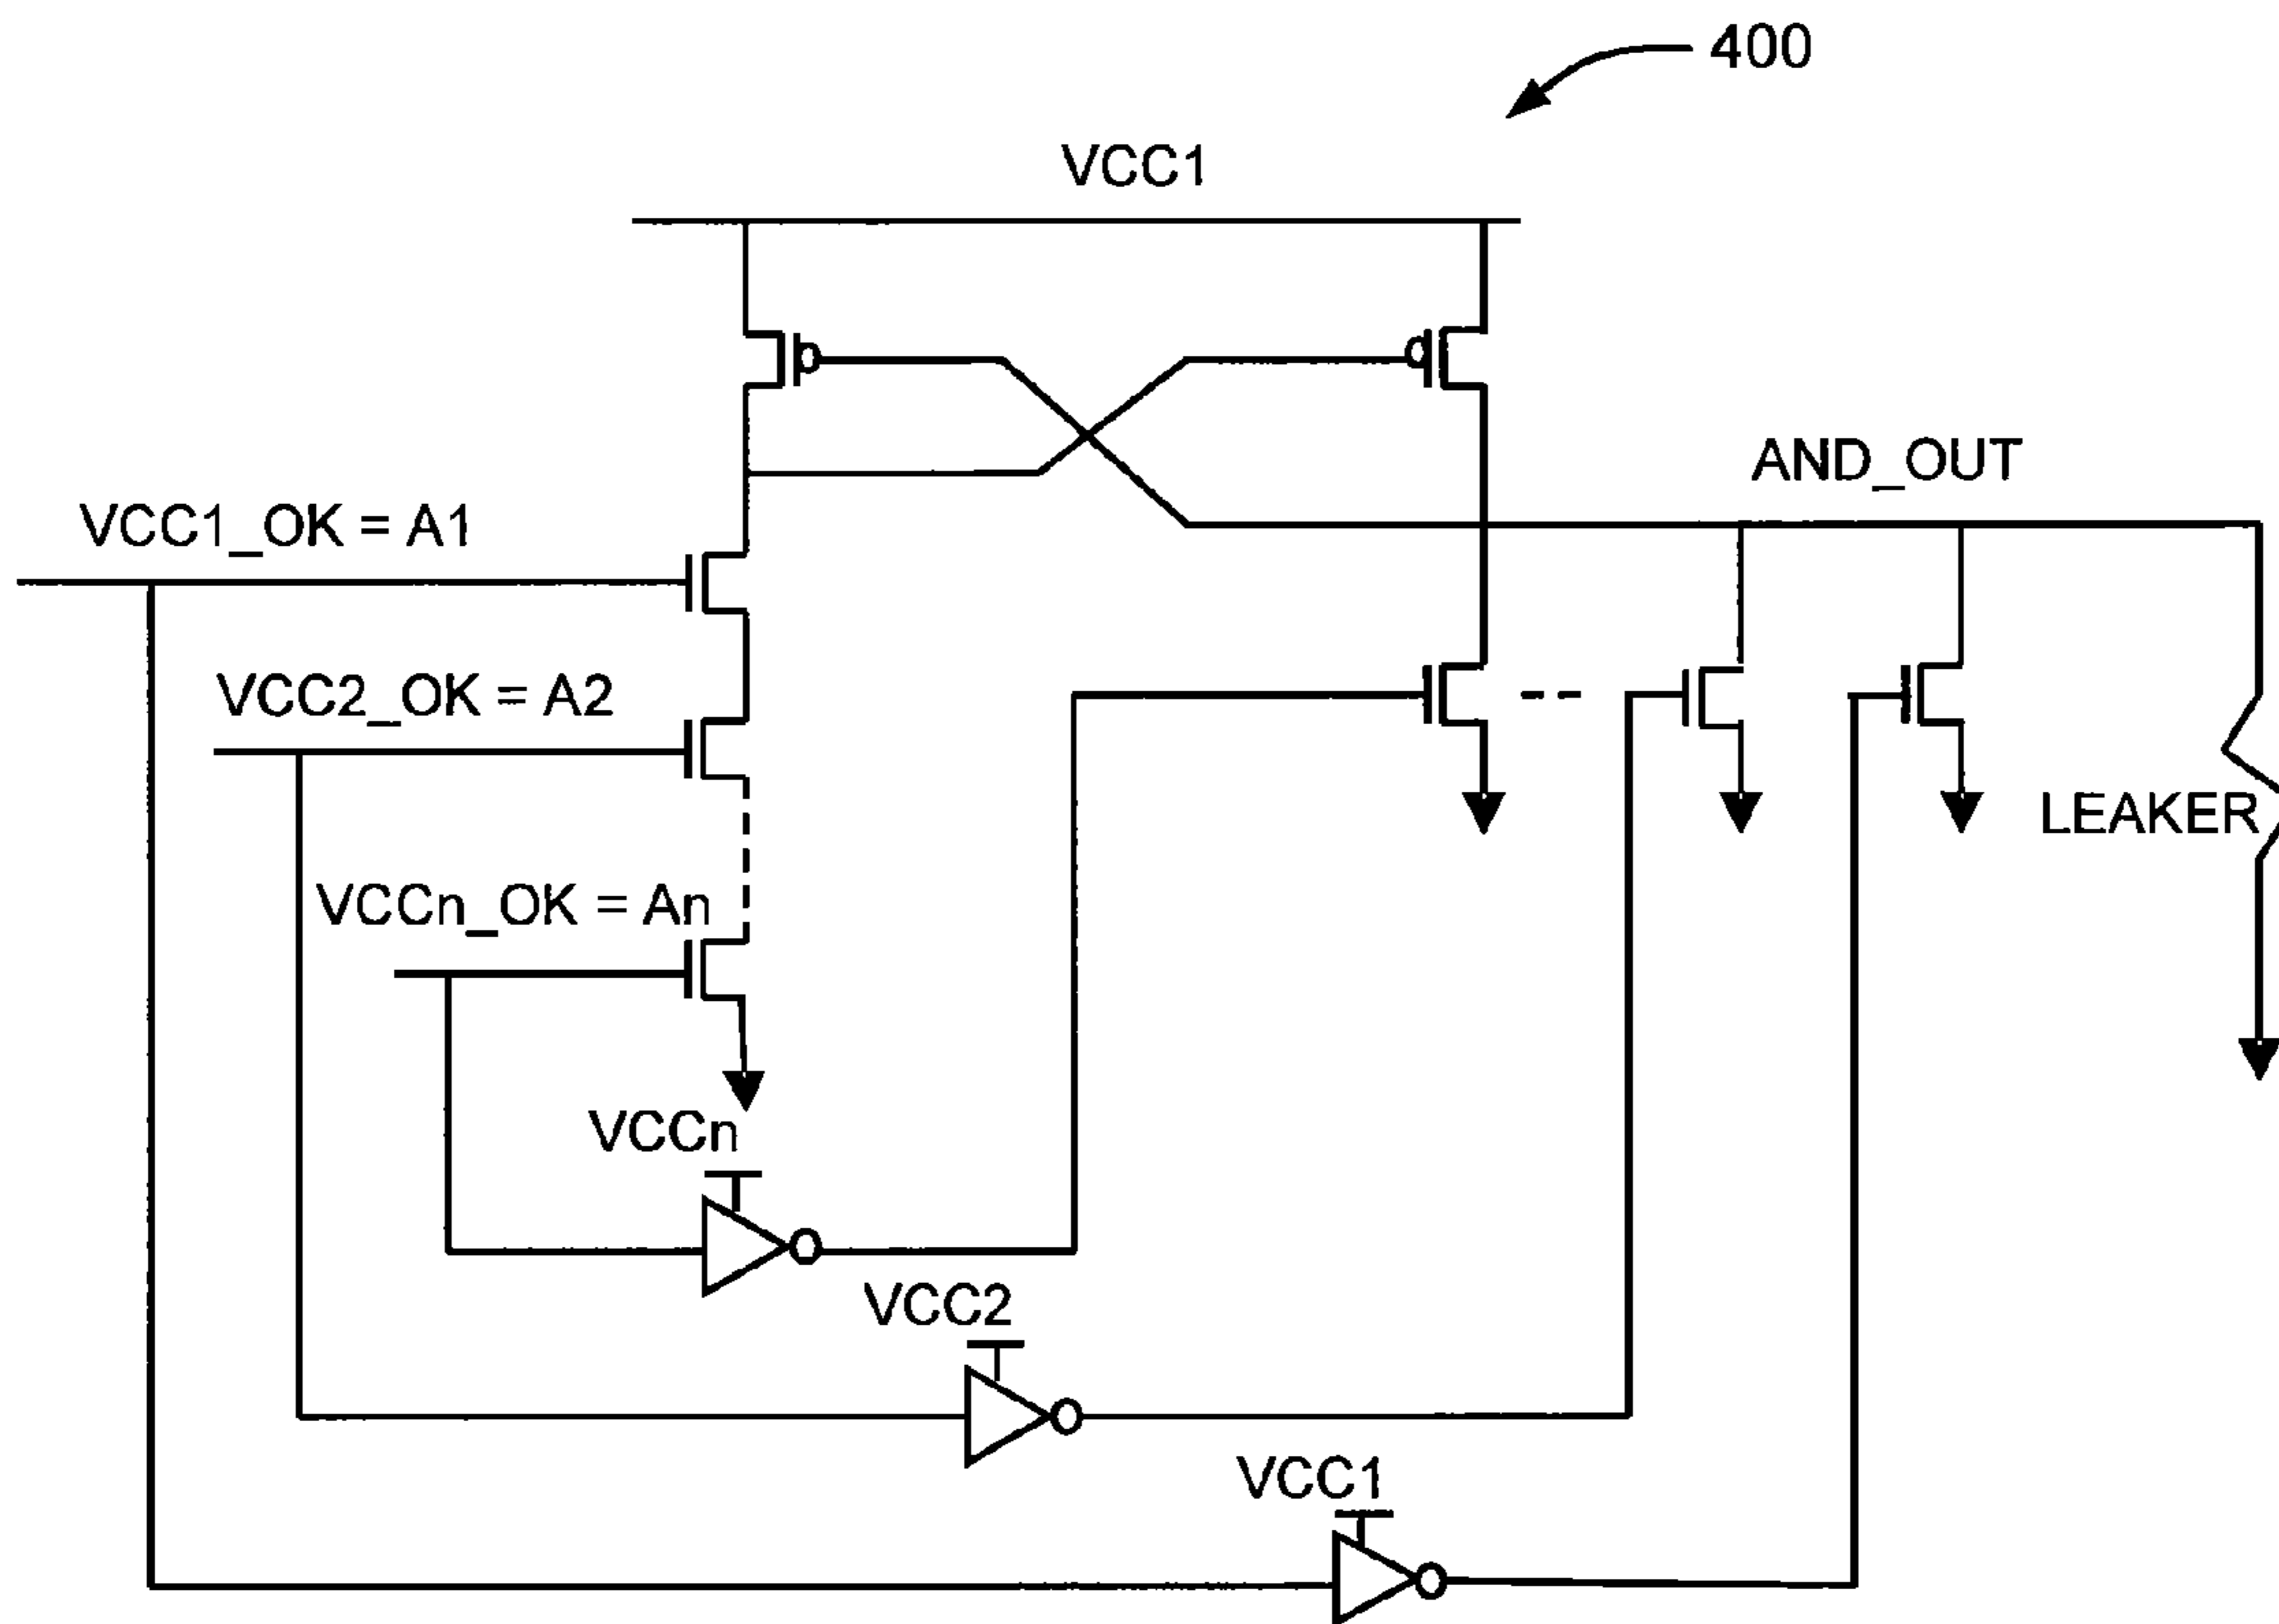 400
VCC1
AND_OUT
VCC1_OK = A1
VCC2_OK = A2
LEAKER
VCCn_OK = An
VCCn
VCC2
VCC1